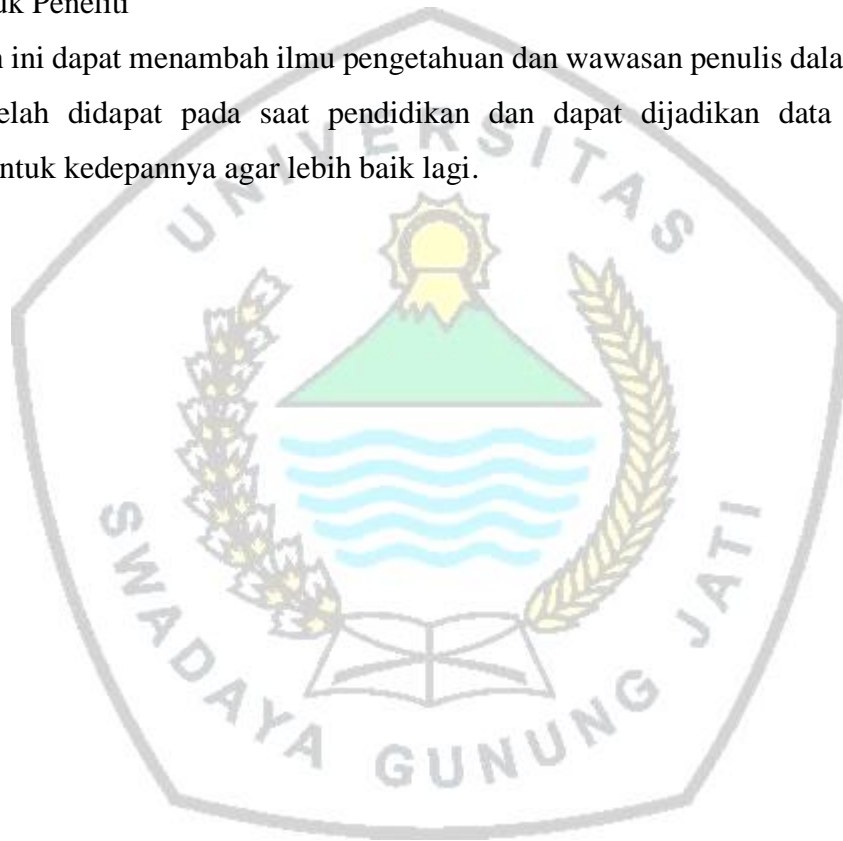 uk Peneliti
n ini dapat menambah ilmu pengetahuan dan wawasan penulis dala
elah didapat pada saat pendidikan dan dapat dijadikan data
ntuk kedepannya agar lebih baik lagi.
UNIVERSITAS
SWADAYA GUNUNG JATI